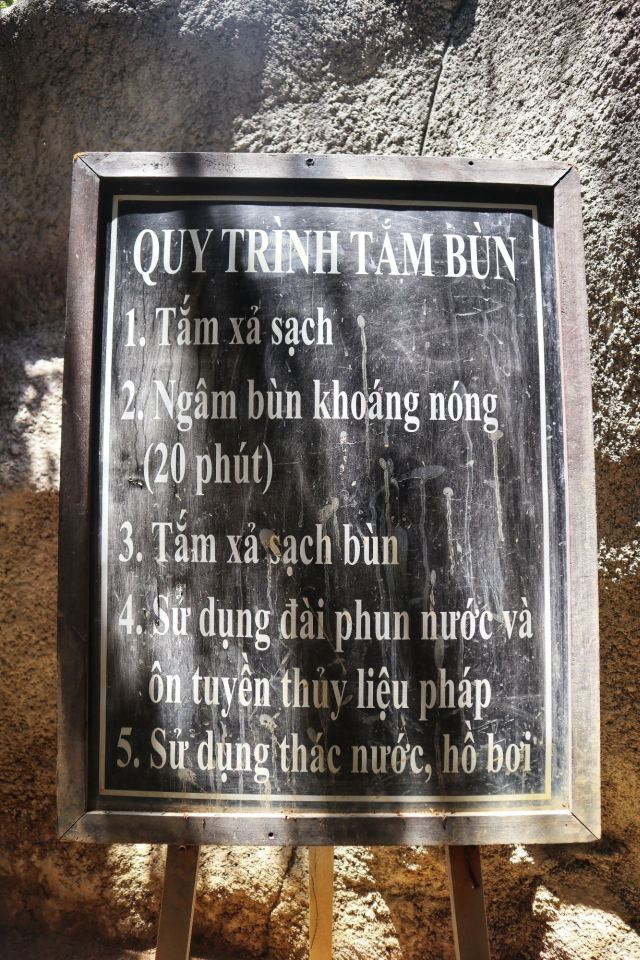 QUY TRÌNH TẮM BÙN
1. Tắm xả sạch
2. Ngâm bùn khoáng nóng
(20 phút)
3. Tắm xả sạch bùn
4. Sử dụng đài phun nước và
ôn tuyền thủy liệu pháp
5. Sử dụng thác nước, hồ bơi